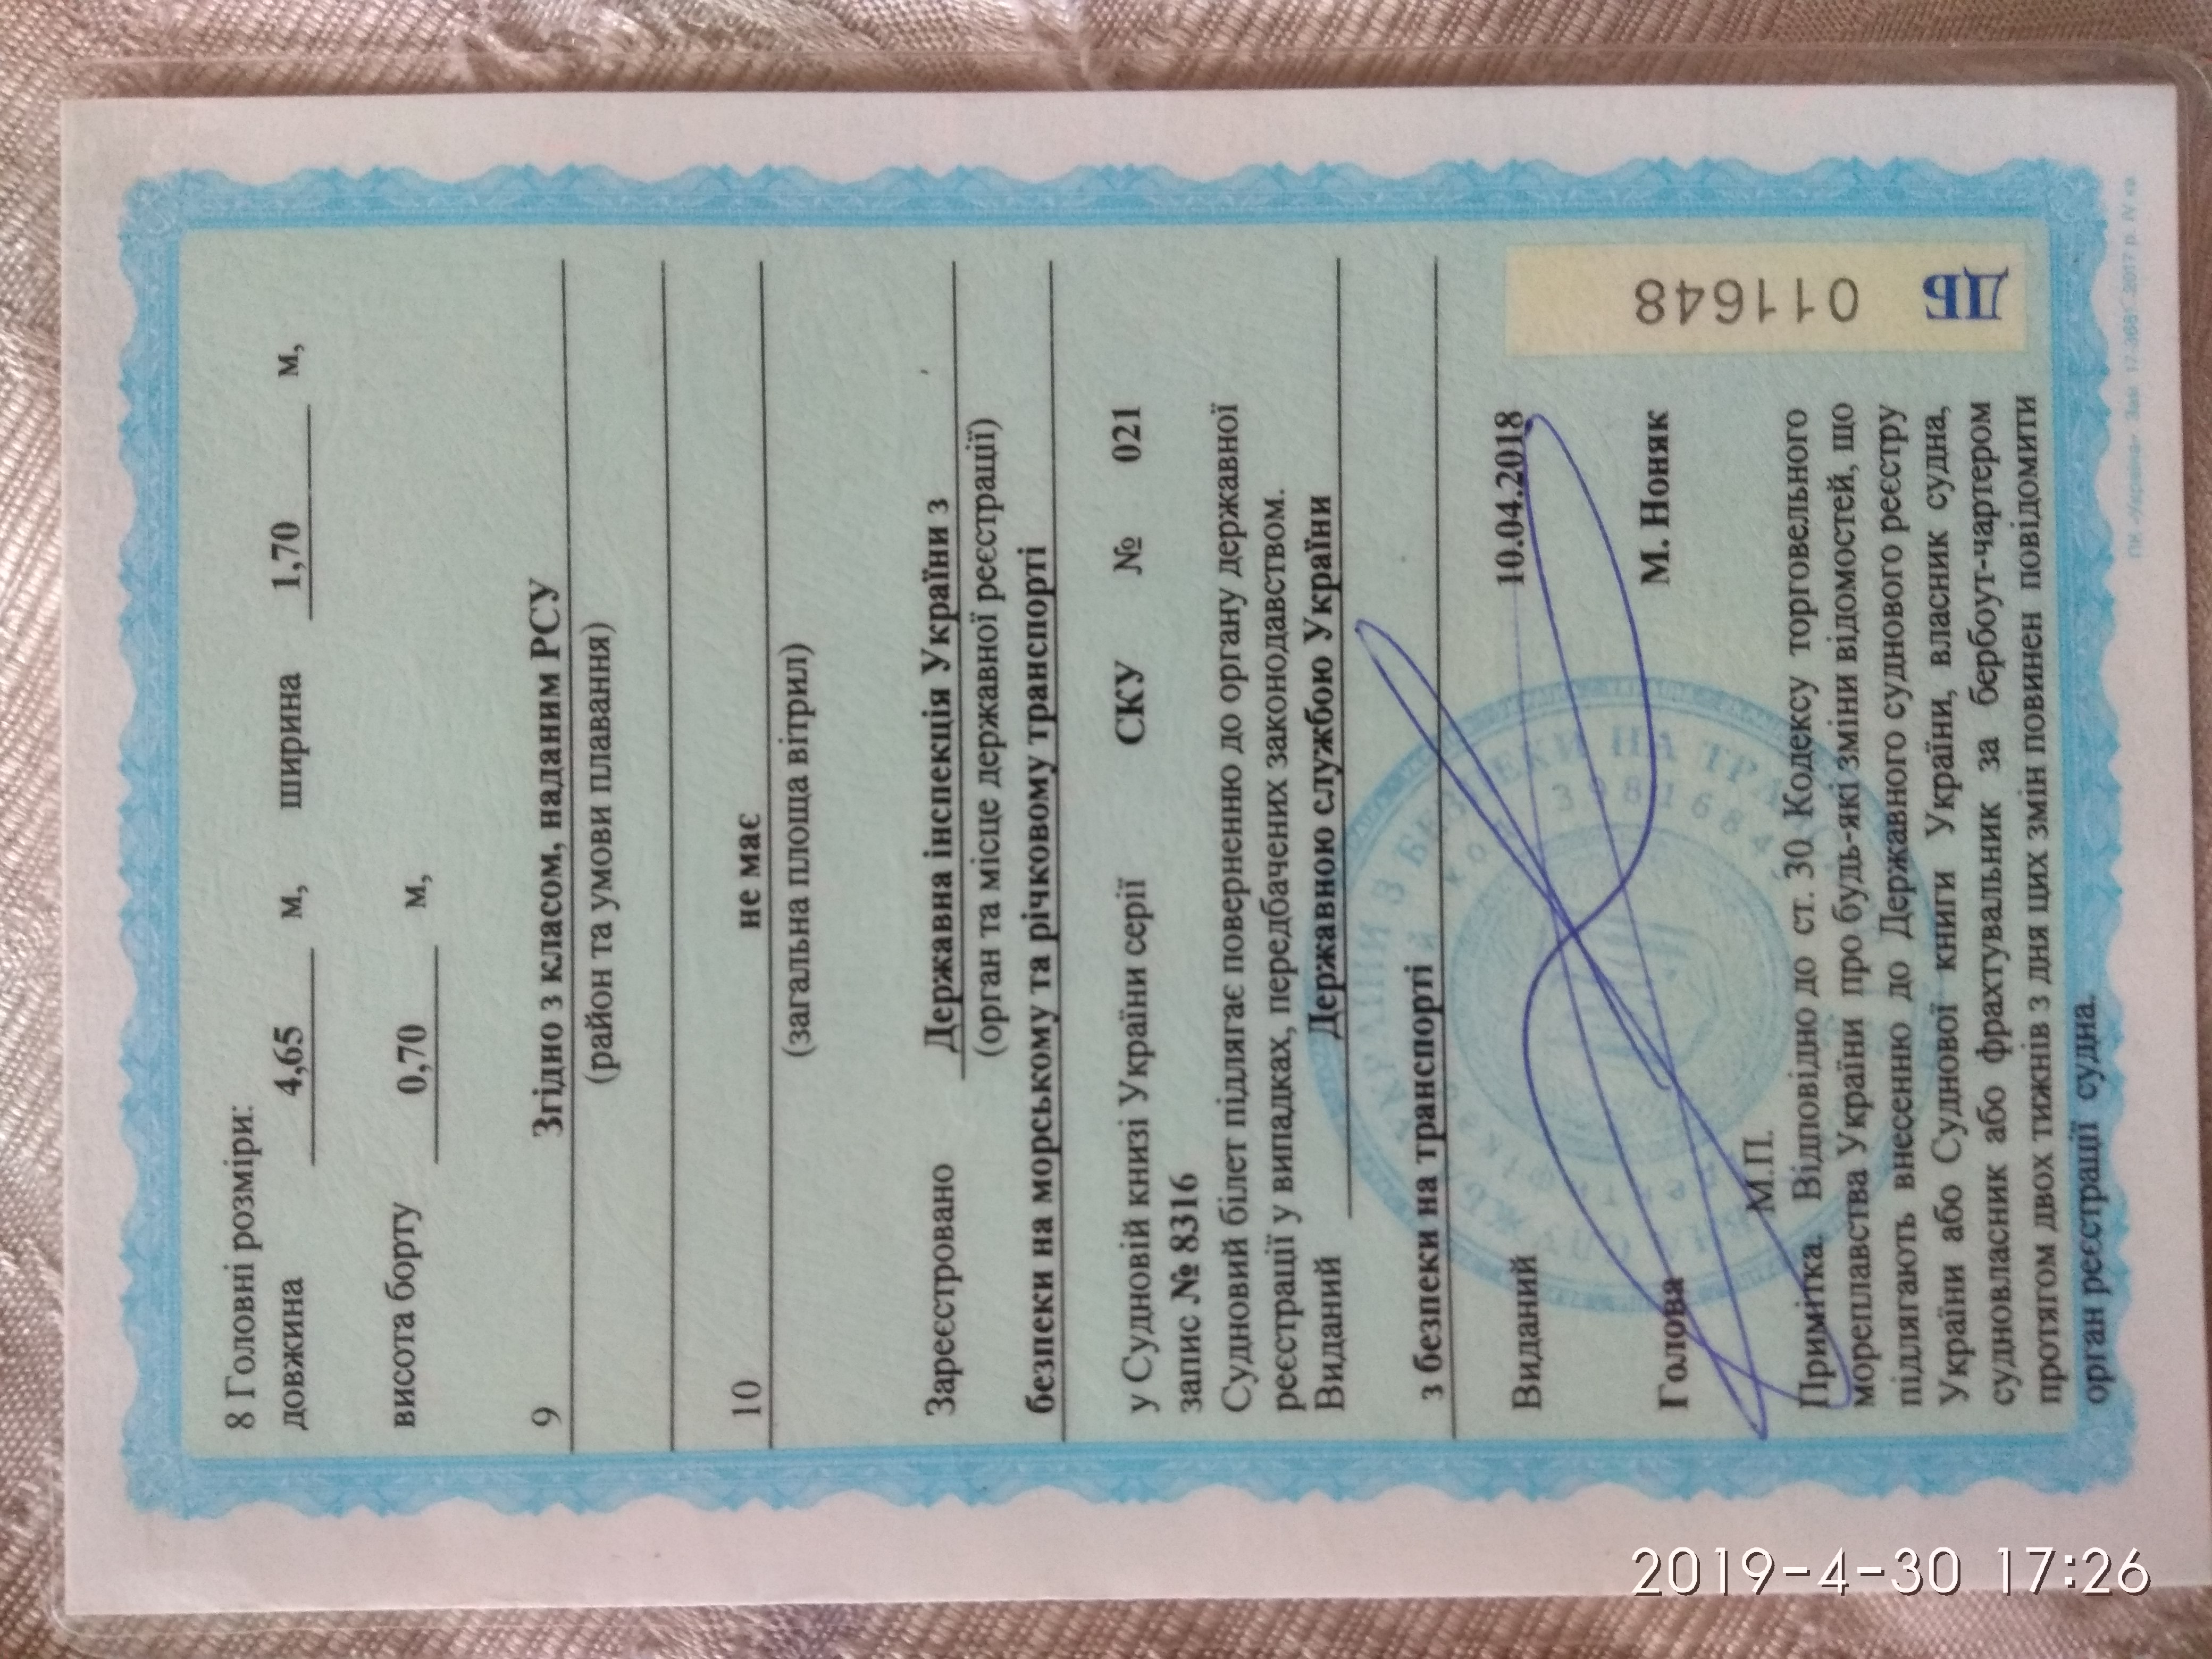 8 Головні розміри:
довжина 4,65 м, ширина 1,70 м,
висота борту 0,70 м,
9 Згідно з класом, наданим РСУ
(район та умови плавання)
10 не має
(загальна площа вітрил)
Зареєстровано Державна інспекція України з
(орган та місце державної реєстрації)
безпеки на морському та річковому транспорті
у Судновій книзі України серії СКУ № 021
запис № 8316
Судновий білет підлягає поверненню до органу державної
реєстрації у випадках, передбачених законодавством.
Виданий Державною службою України
з безпеки на транспорті
Виданий 10.04.2018
Голова М. Ноняк
М.П.
Примітка. Відповідно до ст. 30 Кодексу торговельного
мореплавства України про будь-які зміни відомостей, що
підлягають внесенню до Державного суднового реєстру
України або Суднової книги України, власник судна,
судновласник або фрахтувальник за бербоут-чартером
протягом двох тижнів з дня цих змін повинен повідомити
орган реєстрації судна.
ДБ 011648
2019-4-30 17:26